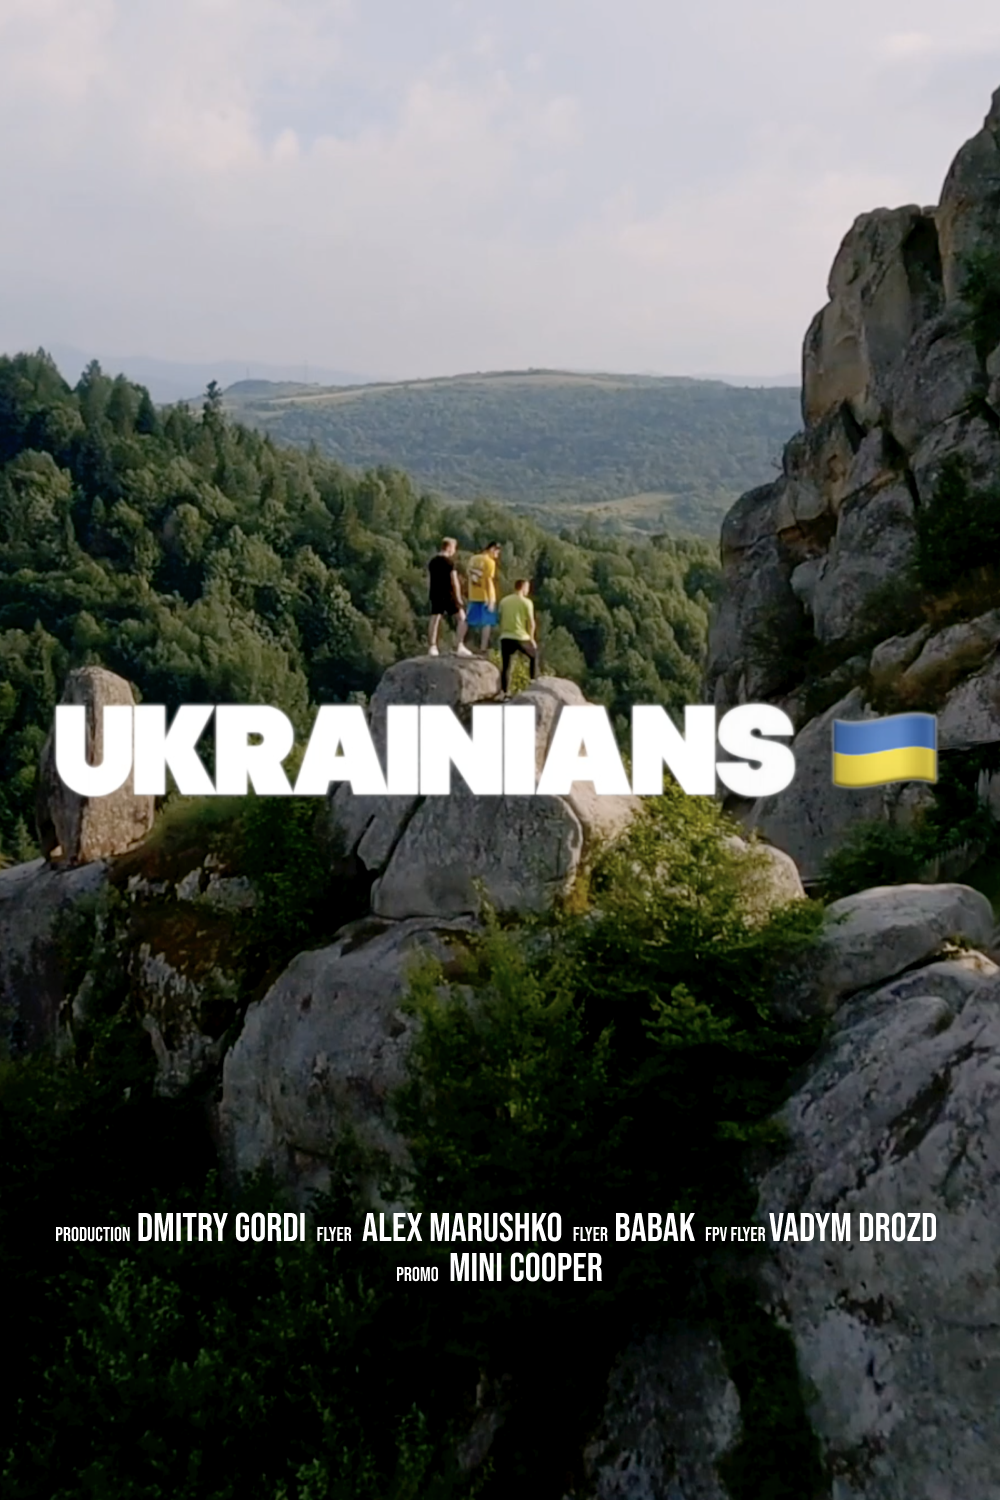 UKRAINIANS 🇺🇦
PRODUCTION DMITRY GORDI FLYER ALEX MARUSHKO FLYER BABAK FPV FLYER VADYM DROZD
PROMO MINI COOPER